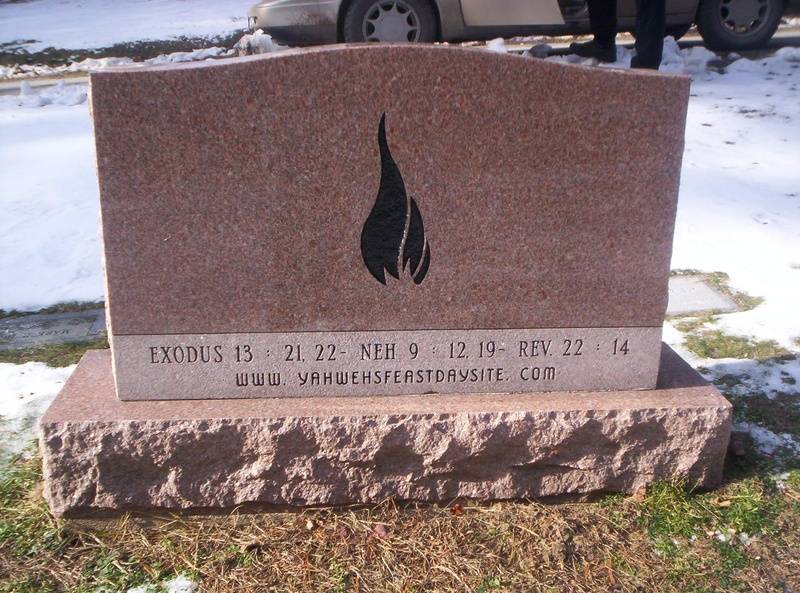 EXODUS 13 : 21, 22- NEH 9 : 12, 19- REV. 22 : 14
WWW. YAHWEHSFEASTDAYSITE. COM